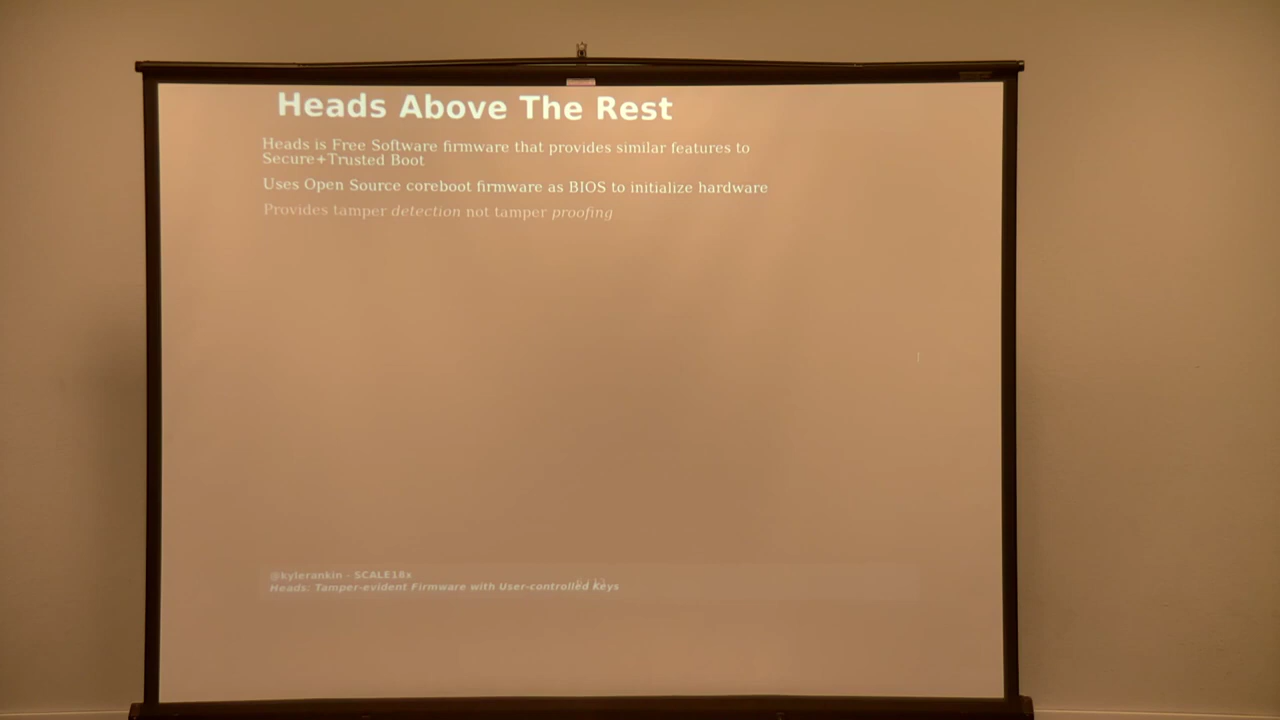 Heads Above The Rest
Heads is Free Software firmware that provides similar features to
Secure+Trusted Boot
Uses Open Source coreboot firmware as BIOS to initialize hardware
Provides tamper detection not tamper proofing
@kylerankin - SCALE18x
Heads: Tamper-evident Firmware with User-controlled Keys